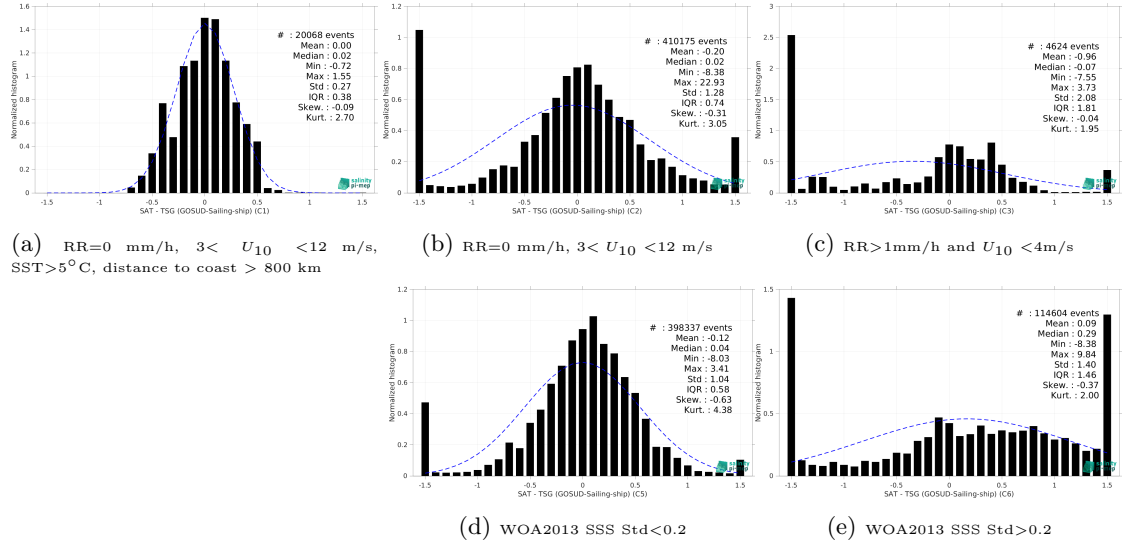 1.6
1.4
1.2
1
0.8
0.6
0.4
0.2
0
Normalized histogram
# : 20068 events
Mean : 0.00
Median : 0.02
Min : -0.72
Max : 1.55
Std : 0.27
IQR : 0.38
Skew. : -0.09
Kurt. : 2.70
salinity
pi-mep
-1.5 -1 -0.5 0 0.5 1 1.5
SAT - TSG (GOSUD-Sailing-ship) (C1)
(a) RR=0 mm/h, 3< U10 <12 m/s,
SST>5°C, distance to coast > 800 km
1.2
1
0.8
0.6
0.4
0.2
0
Normalized histogram
# : 410175 events
Mean : -0.20
Median : 0.02
Min : -8.38
Max : 22.93
Std : 1.28
IQR : 0.74
Skew. : -0.31
Kurt. : 3.05
salinity
pi-mep
-1.5 -1 -0.5 0 0.5 1 1.5
SAT - TSG (GOSUD-Sailing-ship) (C2)
(b) RR=0 mm/h, 3< U10 <12 m/s
3
2.5
2
1.5
1
0.5
0
Normalized histogram
# : 4624 events
Mean : -0.96
Median : -0.07
Min : -7.55
Max : 3.73
Std : 2.08
IQR : 1.81
Skew. : -0.04
Kurt. : 1.95
salinity
pi-mep
-1.5 -1 -0.5 0 0.5 1 1.5
SAT - TSG (GOSUD-Sailing-ship) (C3)
(c) RR>1mm/h and U10 <4m/s
1.2
1
0.8
0.6
0.4
0.2
0
Normalized histogram
# : 398337 events
Mean : -0.12
Median : 0.04
Min : -8.03
Max : 3.41
Std : 1.04
IQR : 0.58
Skew. : -0.63
Kurt. : 4.38
salinity
pi-mep
-1.5 -1 -0.5 0 0.5 1 1.5
SAT - TSG (GOSUD-Sailing-ship) (C5)
(d) WOA2013 SSS Std<0.2
1.5
1
0.5
0
Normalized histogram
# : 114604 events
Mean : 0.09
Median : 0.29
Min : -8.38
Max : 9.84
Std : 1.40
IQR : 1.46
Skew. : -0.37
Kurt. : 2.00
salinity
pi-mep
-1.5 -1 -0.5 0 0.5 1 1.5
SAT - TSG (GOSUD-Sailing-ship) (C6)
(e) WOA2013 SSS Std>0.2